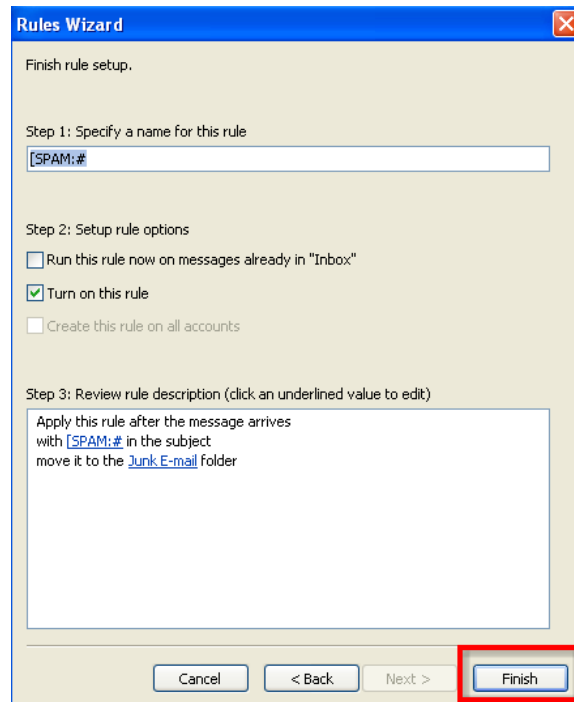 Rules Wizard
Finish rule setup.
Step 1: Specify a name for this rule
[SPAM:#
Step 2: Setup rule options
Run this rule now on messages already in "Inbox"
Turn on this rule
Create this rule on all accounts
Step 3: Review rule description (click an underlined value to edit)
Apply this rule after the message arrives
with [SPAM:# in the subject
move it to the Junk E-mail folder
Cancel < Back Next > Finish